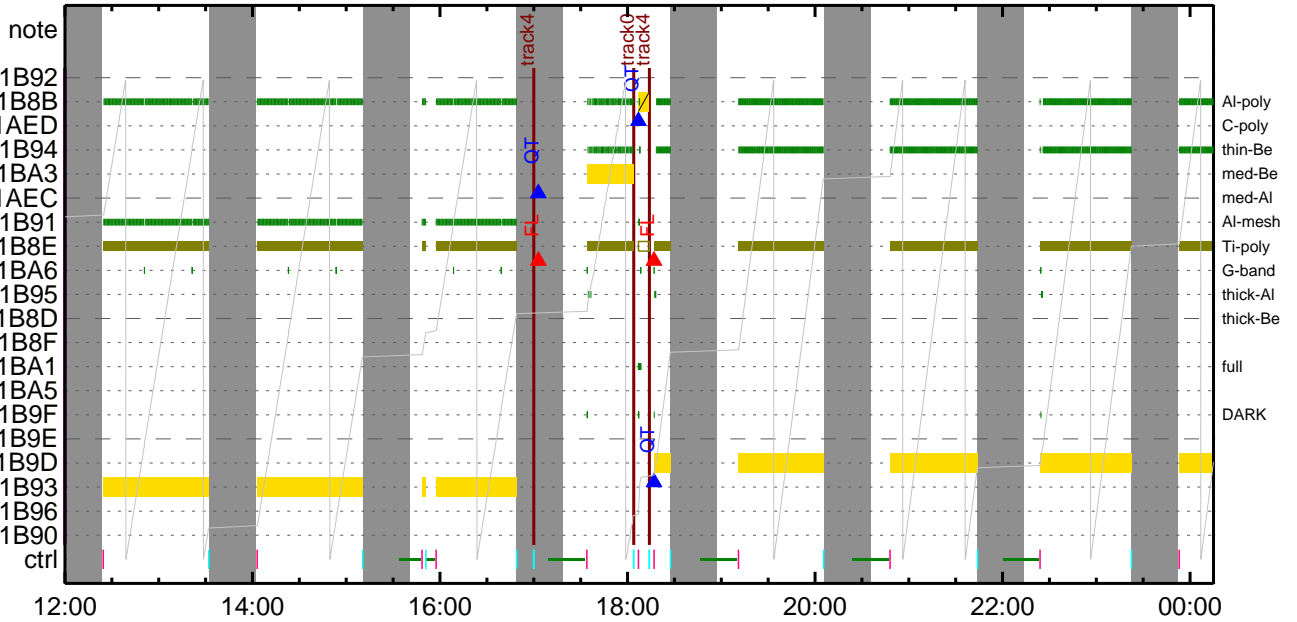 note
track4
track0
track4
QT
1B92
1B8B
Al-poly
1AED
C-poly
1B94
thin-Be
QT
1BA3
med-Be
1AEC
med-Al
1B91
Al-mesh
FL
FL
1B8E
Ti-poly
1BA6
G-band
1B95
thick-Al
1B8D
thick-Be
1B8F
1BA1
full
1BA5
1B9F
DARK
1B9E
QT
1B9D
1B93
1B96
1B90
ctrl
12:00 14:00 16:00 18:00 20:00 22:00 00:00